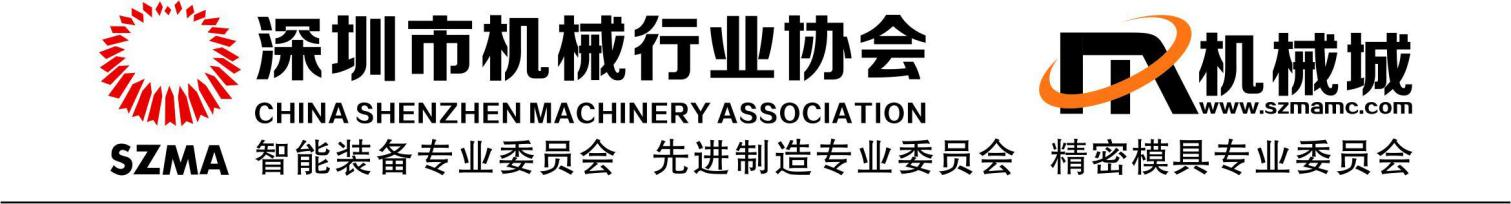 深圳市机械行业协会
CHINA SHENZHEN MACHINERY ASSOCIATION
机械城
www.szmamc.com
SZMA 智能装备专业委员会 先进制造专业委员会 精密模具专业委员会